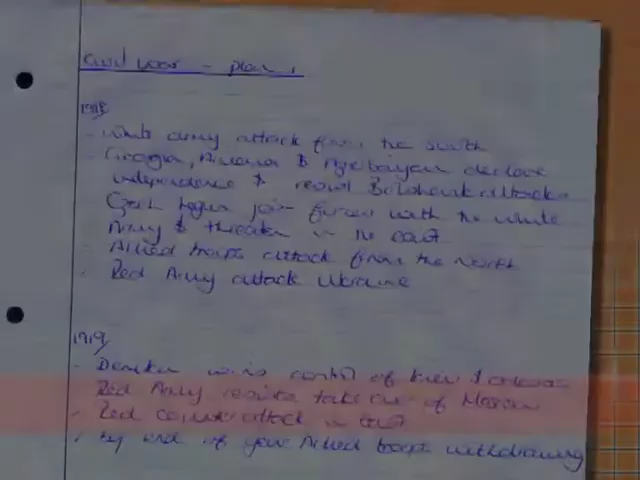 Civil war - plan 1
1918
- White army attack from the south
- Georgia, Armenia & Azerbaijan declare
independence & resist Bolshevik attacks
Czech legion join forces with the white
Army & threaten in the east
Allied troops attack from the North
- Red Army attack Ukraine
1919
- Denikin wins control of Kiev &
Red Army resists take over of Moscow
- Red counter attack in East
- by end of year Allied troops withdrawing